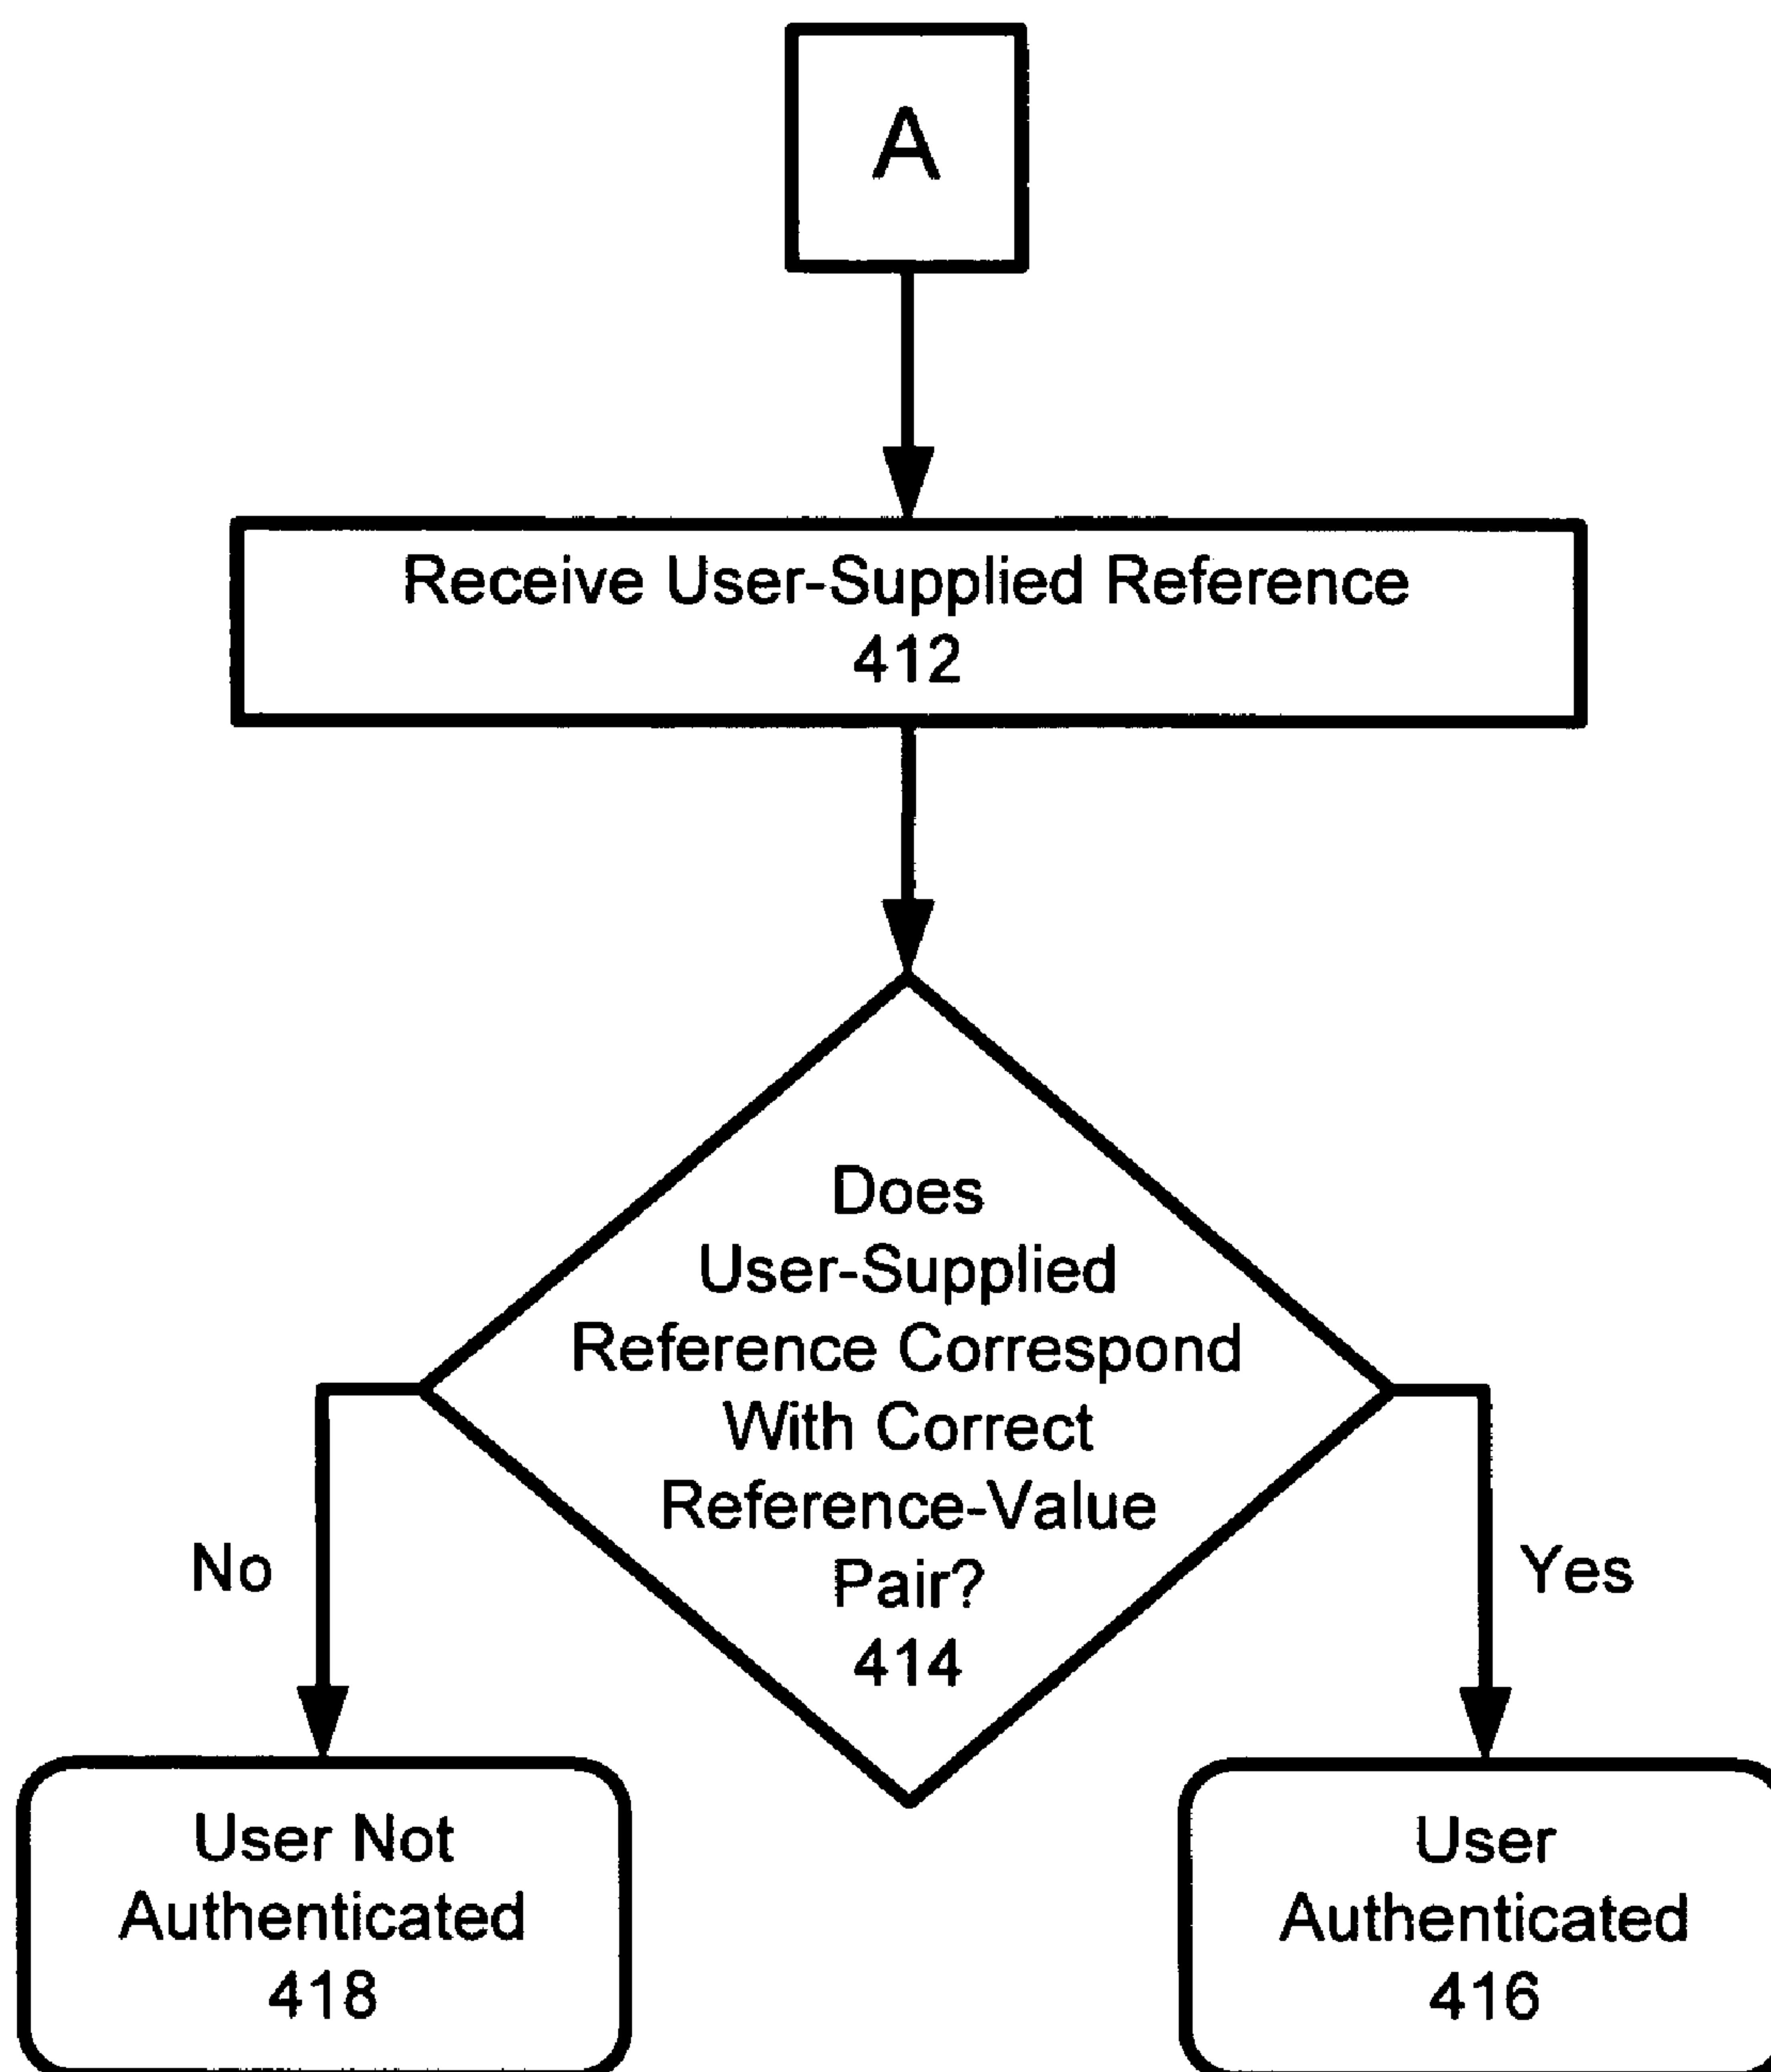 A
Receive User-Supplied Reference
412
Does
User-Supplied
Reference Correspond
With Correct
Reference-Value
Pair?
414
No
Yes
User Not
Authenticated
418
User
Authenticated
416